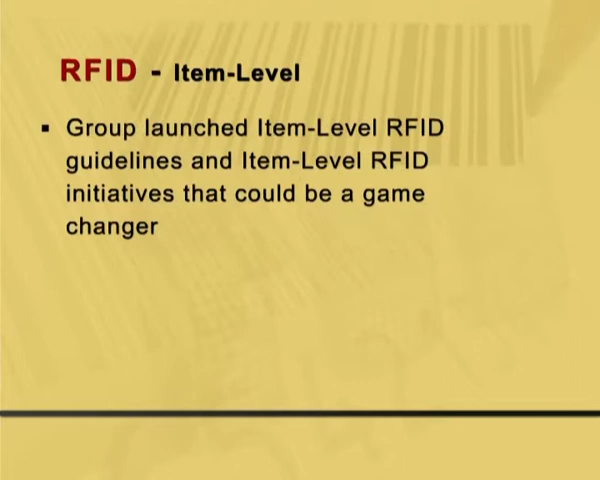 RFID - Item-Level
▪ Group launched Item-Level RFID
guidelines and Item-Level RFID
initiatives that could be a game
changer